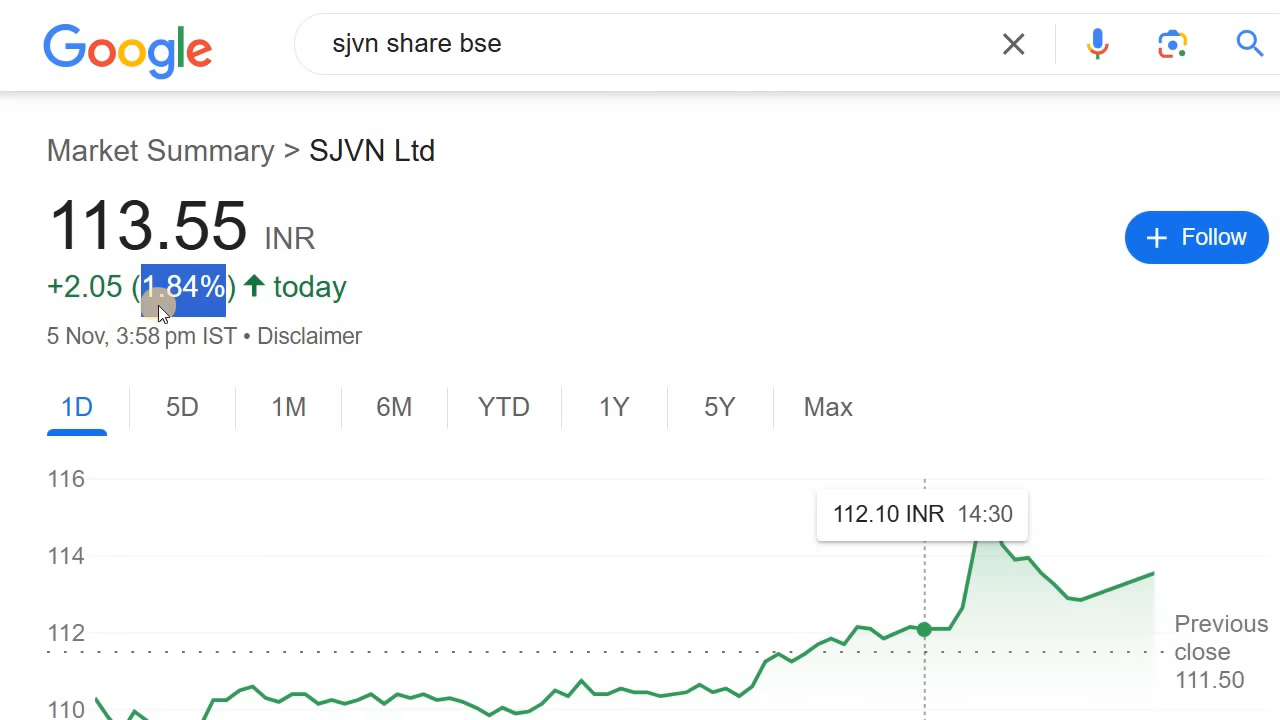 Google
sjvn share bse
Market Summary > SJVN Ltd
113.55 INR
+ Follow
+2.05 (1.84%) ↑ today
5 Nov, 3:58 pm IST • Disclaimer
1D 5D 1M 6M YTD 1Y 5Y Max
116
112.10 INR 14:30
114
112
Previous
close
111.50
110